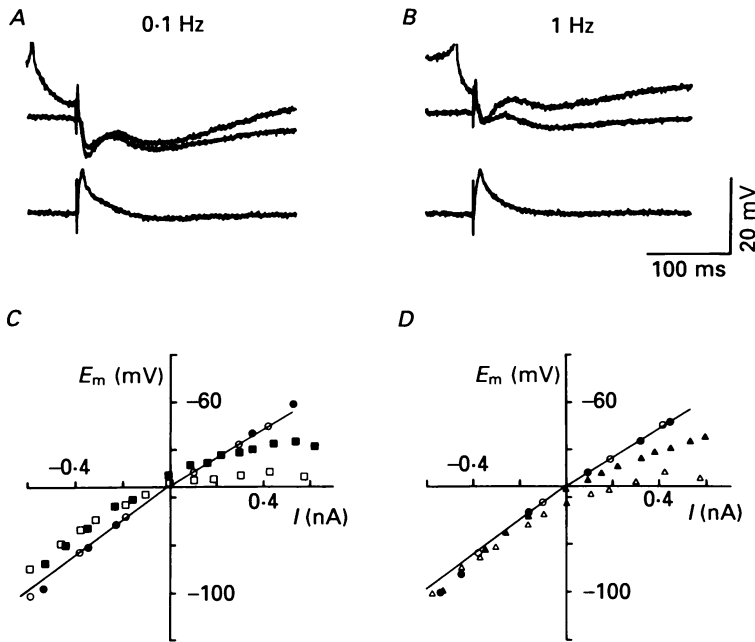 A
0·1 Hz
B
1 Hz
20 mV
100 ms
C
D
Em (mV)
Em (mV)
−60
−60
−0.4
−0.4
0.4
0.4
I (nA)
I (nA)
−100
−100